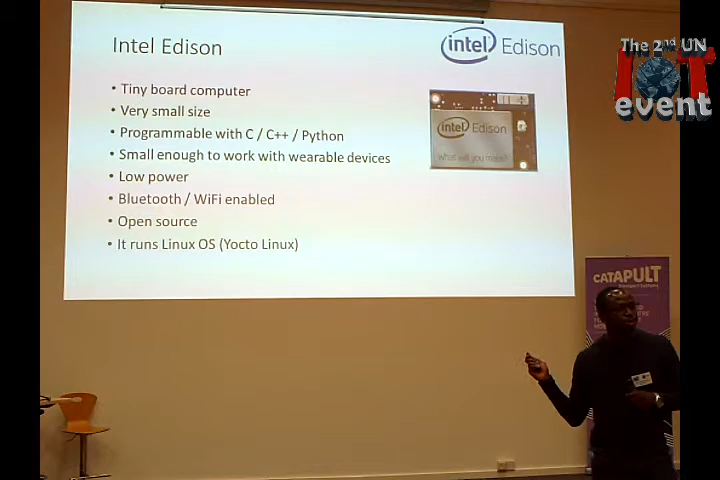 Intel Edison
intel Edison
• Tiny board computer
• Very small size
• Programmable with C / C++ / Python
• Small enough to work with wearable devices
• Low power
• Bluetooth / WiFi enabled
• Open source
• It runs Linux OS (Yocto Linux)
intel Edison
what will you make?
The 2nd UN
IOT
event
CATAPULT
Transport Systems